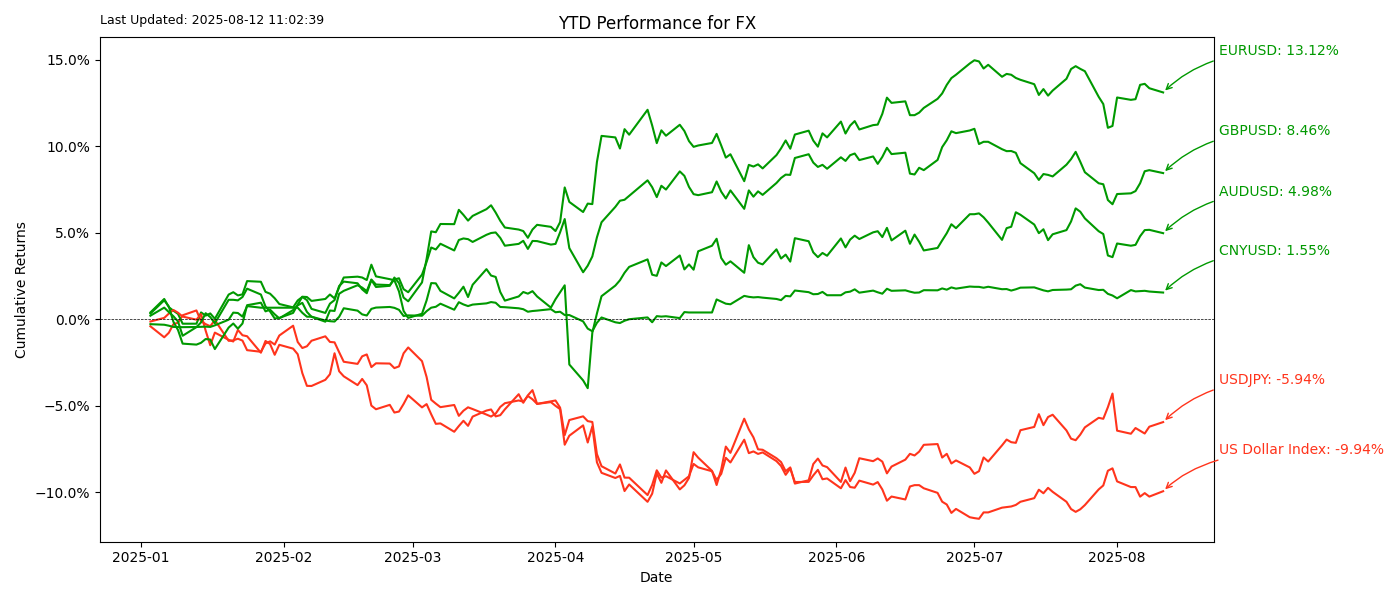 Last Updated: 2025-08-12 11:02:39
YTD Performance for FX
15.0%
10.0%
5.0%
0.0%
−5.0%
−10.0%
Cumulative Returns
EURUSD: 13.12%
GBPUSD: 8.46%
AUDUSD: 4.98%
CNYUSD: 1.55%
USDJPY: -5.94%
US Dollar Index: -9.94%
2025-01
2025-02
2025-03
2025-04
2025-05
2025-06
2025-07
2025-08
Date